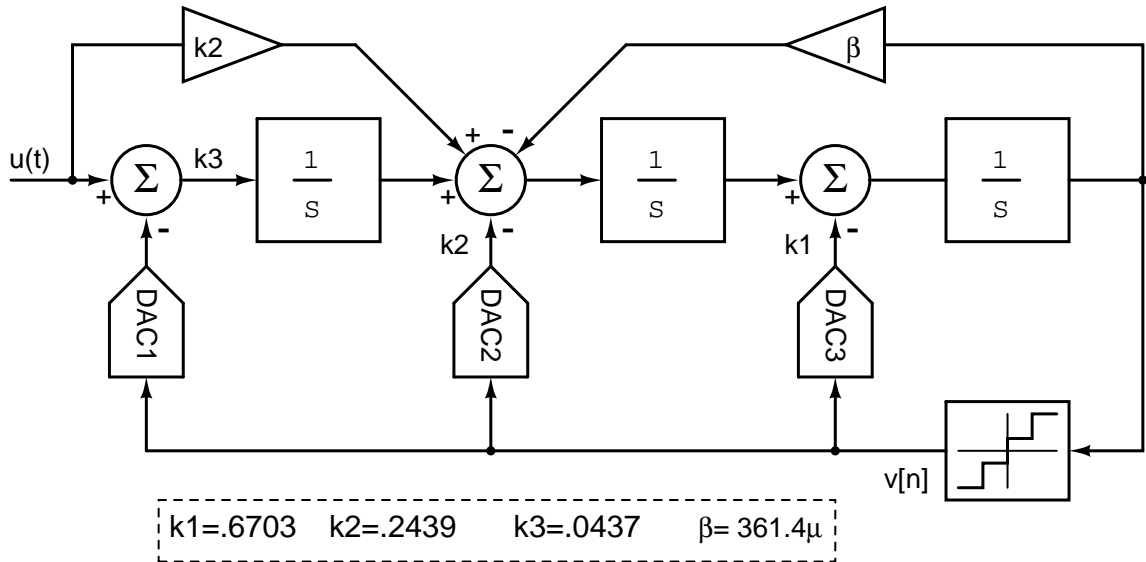 k2
β
u(t)
+
-
Σ
k3
1
S
+
-
+
-
Σ
k2
1
S
+
-
Σ
k1
1
S
DAC1
DAC2
DAC3
v[n]
k1=.6703 k2=.2439 k3=.0437 β= 361.4μ